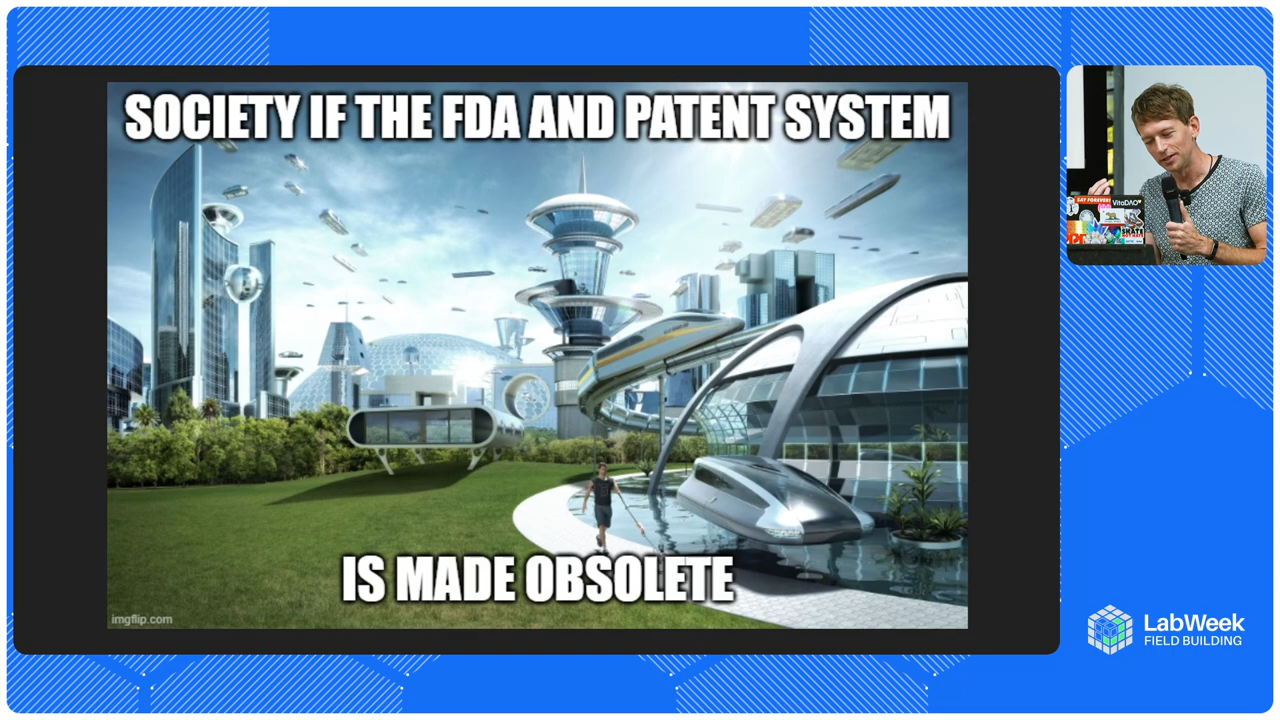 SOCIETY IF THE FDA AND PATENT SYSTEM
IS MADE OBSOLETE
imgflip.com
VitaDAO
LabWeek
FIELD BUILDING